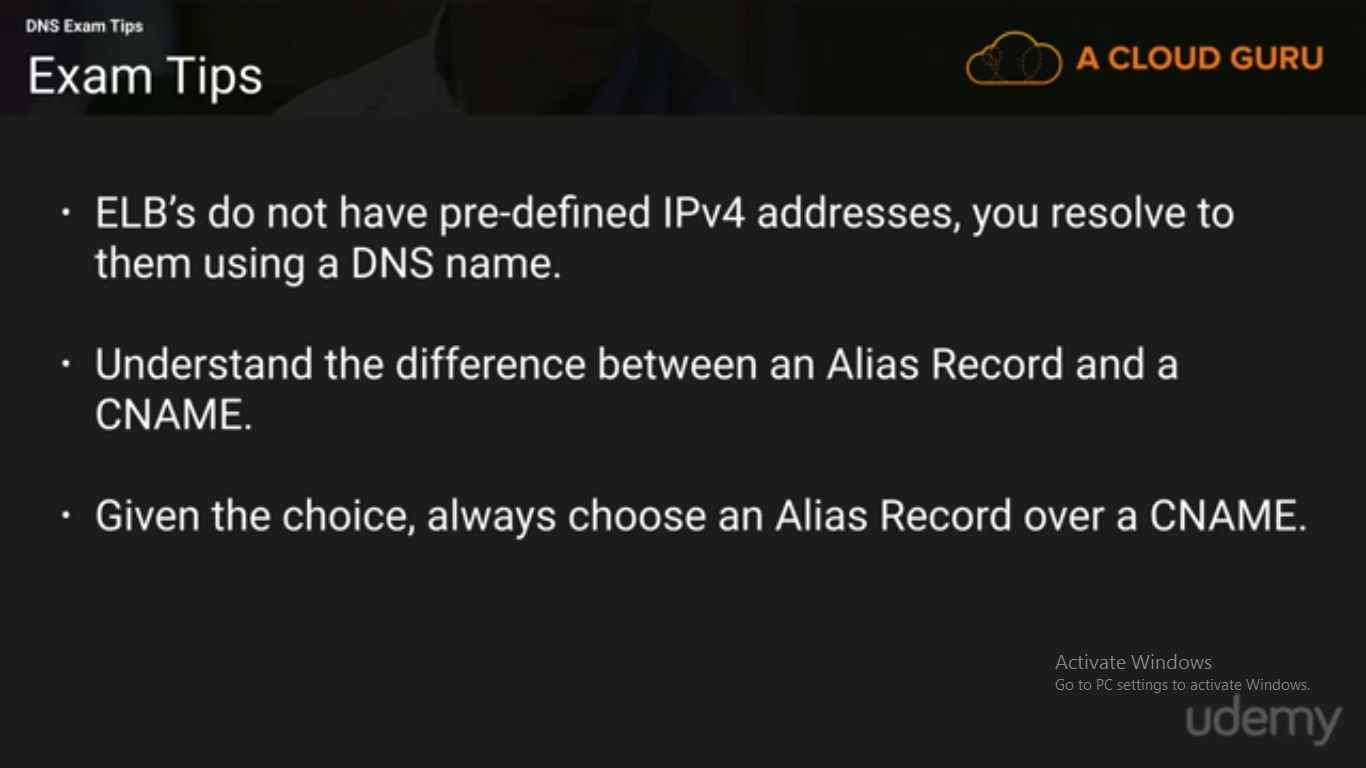 DNS Exam Tips
Exam Tips
A CLOUD GURU
· ELB’s do not have pre-defined IPv4 addresses, you resolve to
them using a DNS name.
· Understand the difference between an Alias Record and a
CNAME.
· Given the choice, always choose an Alias Record over a CNAME.
Activate Windows
Go to PC settings to activate Windows.
udemy